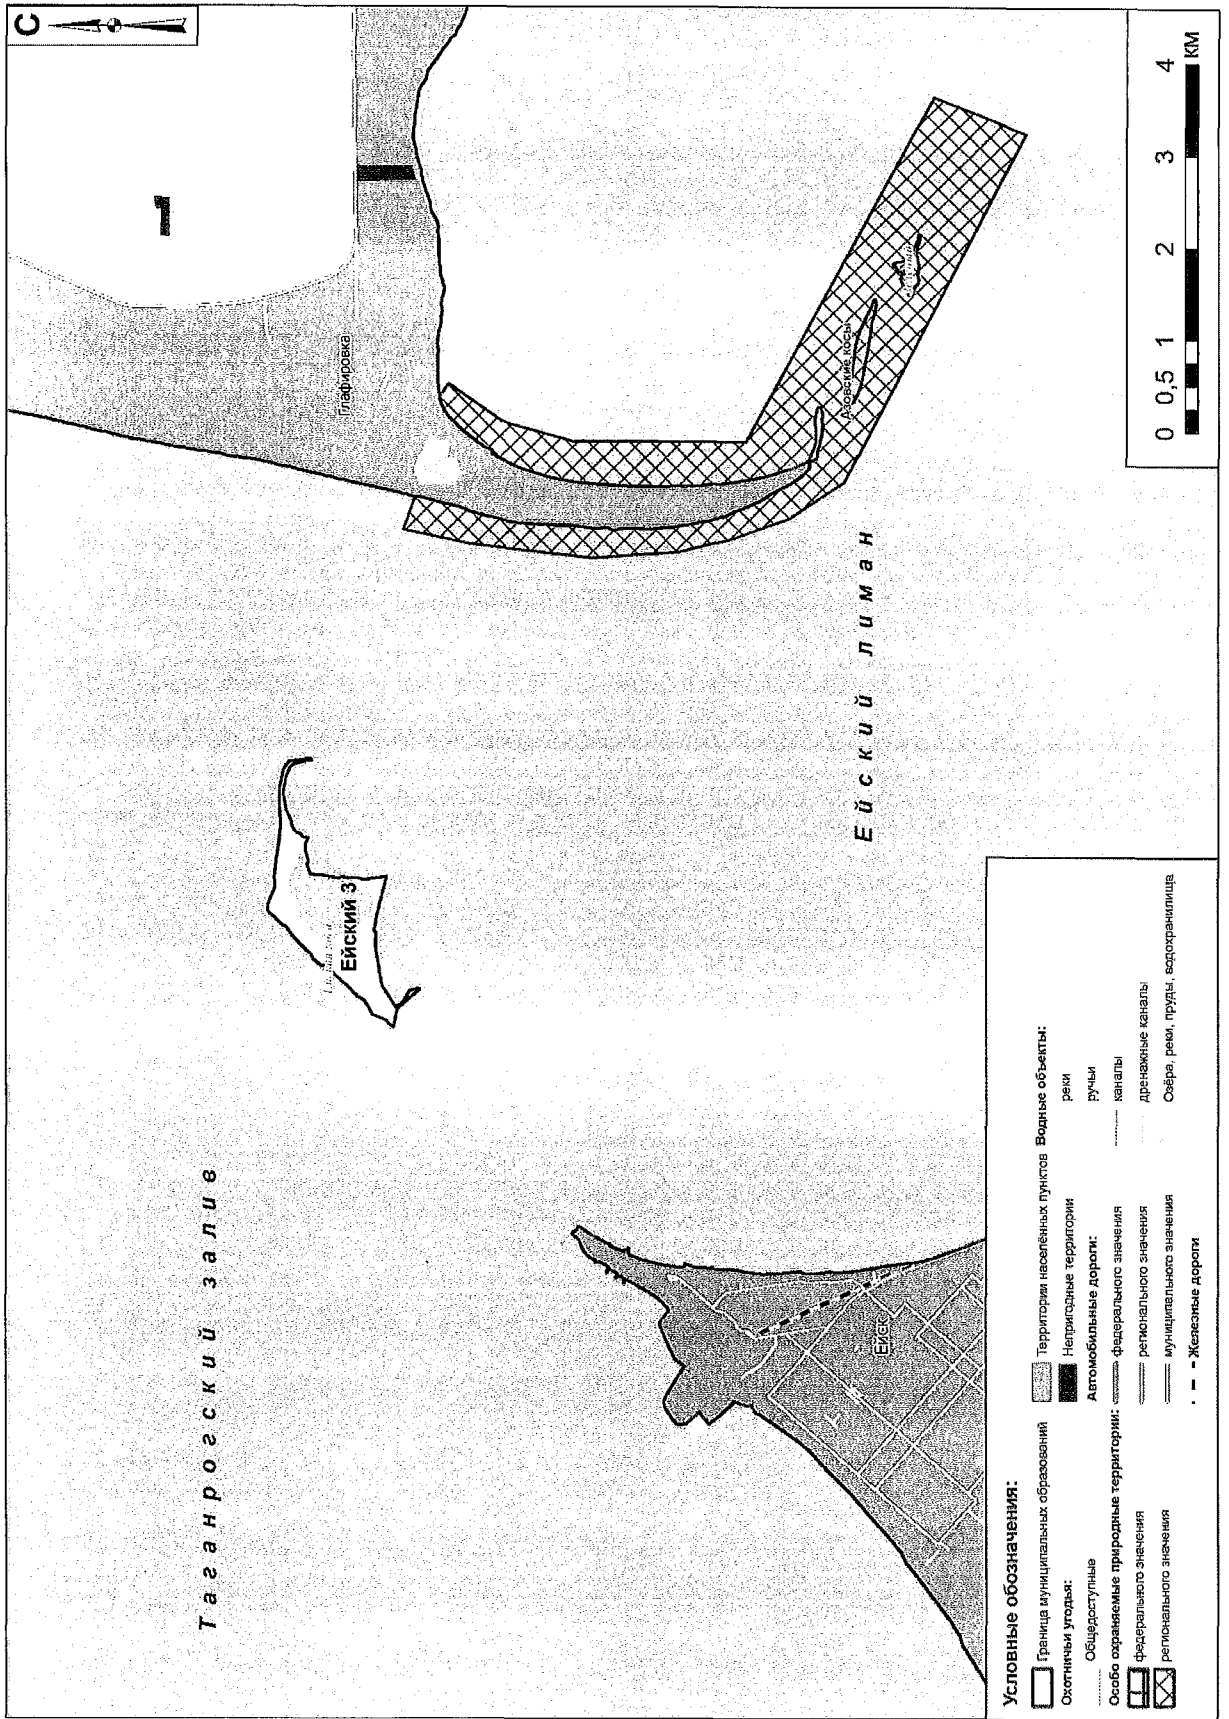 С
1
Таганрогский залив
Глафировка
Ейский 3
Азовские косы
Ейский лиман
Ейск
Условные обозначения:
Граница муниципальных образований
Охотничьи угодья:
Общедоступные
Особо охраняемые природные территории:
федерального значения
регионального значения
Территории населённых пунктов
Непригодные территории
Автомобильные дороги:
федерального значения
регионального значения
муниципального значения
Железные дороги
Водные объекты:
реки
ручьи
каналы
дренажные каналы
Озёра, реки, пруды, водохранилища
0 0,5 1 2 3 4
КМ